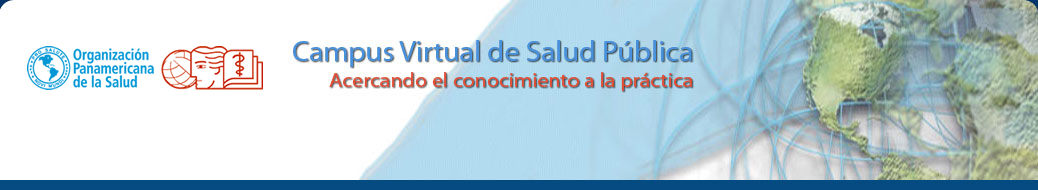 Organización
Panamericana
de la Salud
Campus Virtual de Salud Pública
Acercando el conocimiento a la práctica